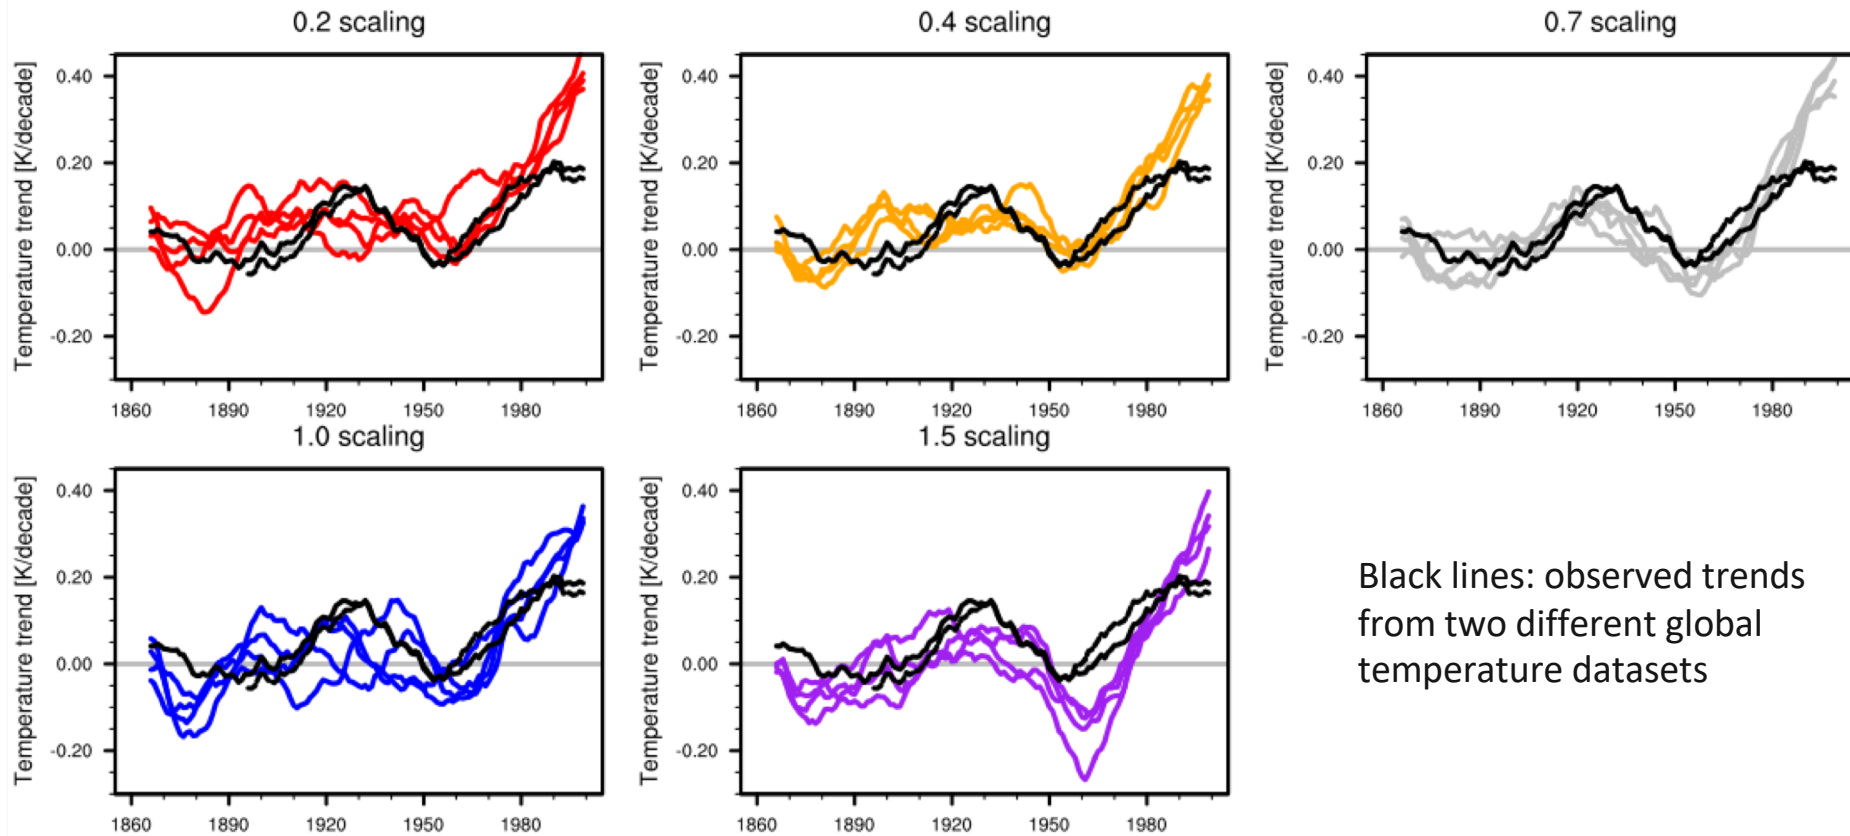 0.2 scaling
0.4 scaling
0.7 scaling
Temperature trend [K/decade]
0.40
0.20
0.00
-0.20
1860 1890 1920 1950 1980
Temperature trend [K/decade]
0.40
0.20
0.00
-0.20
1860 1890 1920 1950 1980
Temperature trend [K/decade]
0.40
0.20
0.00
-0.20
1860 1890 1920 1950 1980
1.0 scaling
1.5 scaling
Temperature trend [K/decade]
0.40
0.20
0.00
-0.20
1860 1890 1920 1950 1980
Temperature trend [K/decade]
0.40
0.20
0.00
-0.20
1860 1890 1920 1950 1980
Black lines: observed trends
from two different global
temperature datasets